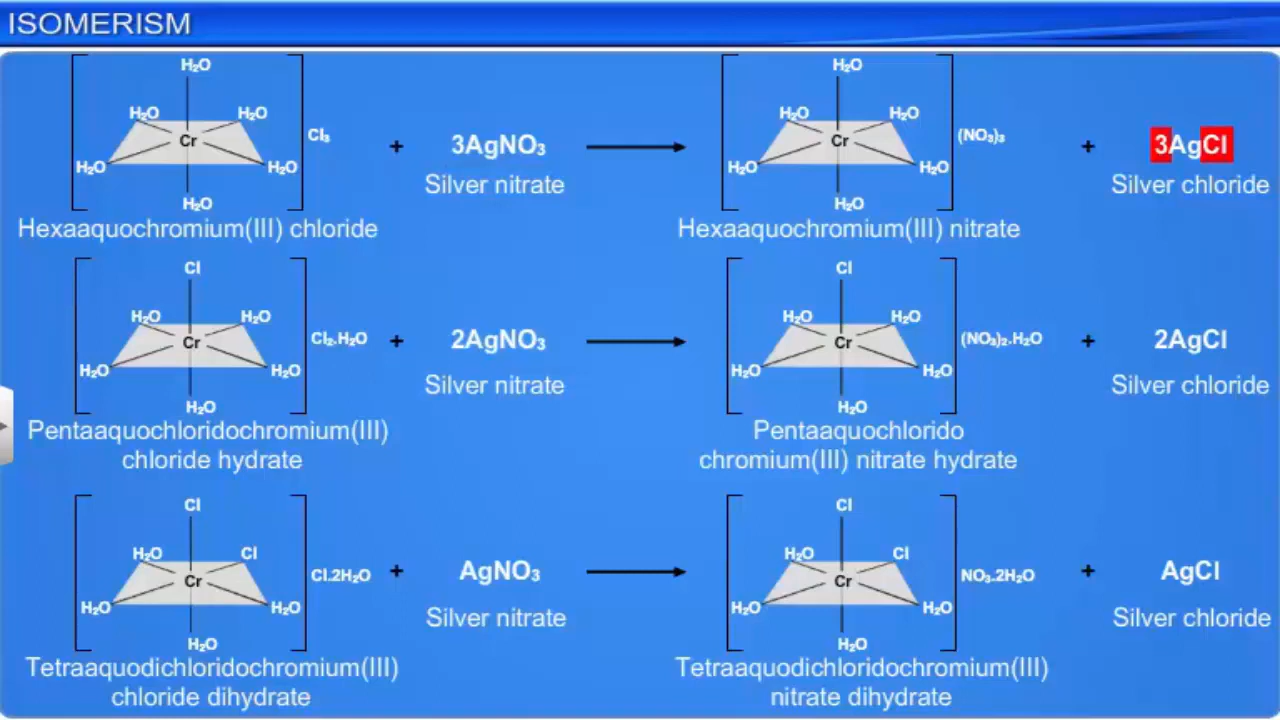 ISOMERISM
H₂O H₂O
H₂O H₂O H₂O H₂O
Cr Cl₃ + 3AgNO₃ Cr (NO₃)₃ + 3AgCl
H₂O H₂O H₂O H₂O
Silver nitrate Silver chloride
H₂O H₂O
Hexaaquochromium(III) chloride Hexaaquochromium(III) nitrate
Cl Cl
H₂O H₂O H₂O H₂O
Cr Cl₂.H₂O + 2AgNO₃ Cr (NO₃)₂.H₂O + 2AgCl
H₂O H₂O H₂O H₂O
Silver nitrate Silver chloride
H₂O H₂O
Pentaaquochloridochromium(III) Pentaaquochlorido
chloride hydrate chromium(III) nitrate hydrate
Cl Cl
H₂O Cl H₂O Cl
Cr Cl.2H₂O + AgNO₃ Cr NO₃.2H₂O + AgCl
H₂O H₂O H₂O H₂O
Silver nitrate Silver chloride
H₂O H₂O
Tetraaquodichloridochromium(III) Tetraaquodichloridochromium(III)
chloride dihydrate nitrate dihydrate